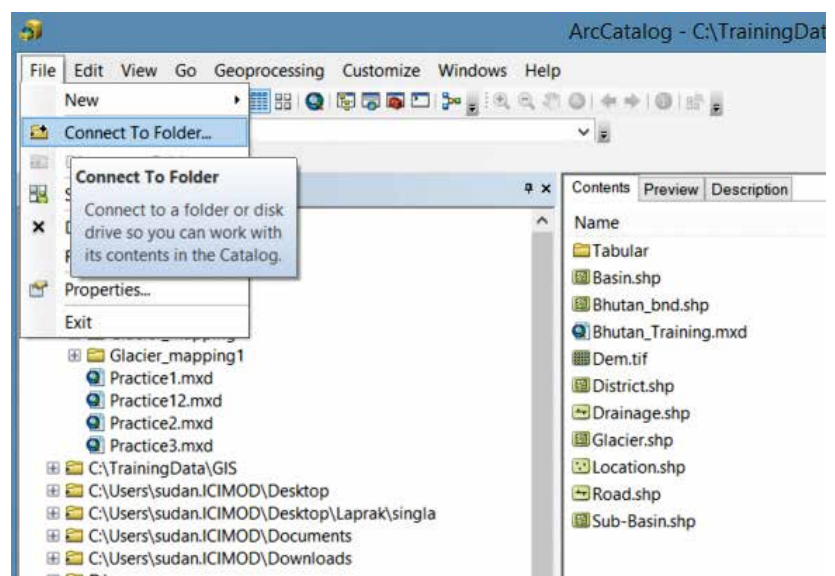 ArcCatalog - C:\TrainingDat
File Edit View Go Geoprocessing Customize Windows Help
New
Connect To Folder...
Connect To Folder
Connect to a folder or disk
drive so you can work with
its contents in the Catalog.
Properties...
Exit
Glacier_mapping1
Practice1.mxd
Practice12.mxd
Practice2.mxd
Practice3.mxd
C:\TrainingData\GIS
C:\Users\sudan.ICIMOD\Desktop
C:\Users\sudan.ICIMOD\Desktop\Laprak\singla
C:\Users\sudan.ICIMOD\Documents
C:\Users\sudan.ICIMOD\Downloads
Contents Preview Description
Name
Tabular
Basin.shp
Bhutan_bnd.shp
Bhutan_Training.mxd
Dem.tif
District.shp
Drainage.shp
Glacier.shp
Location.shp
Road.shp
Sub-Basin.shp